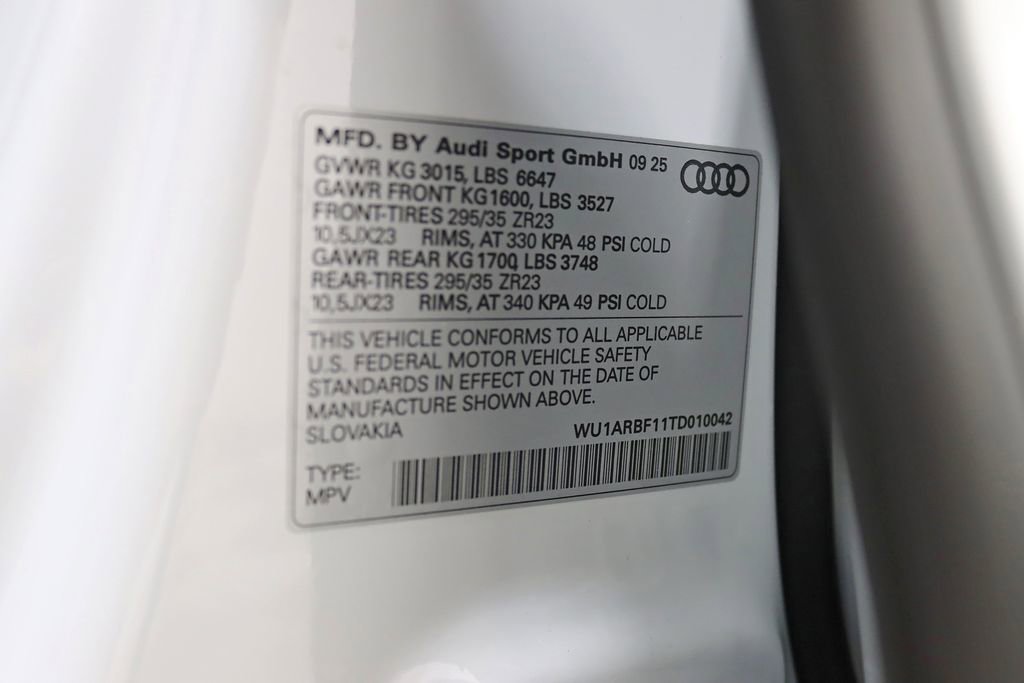 MFD. BY Audi Sport GmbH 09 25
GVWR KG 3015, LBS 6647
GAWR FRONT KG1600, LBS 3527
FRONT-TIRES 295/35 ZR23
10,5JX23 RIMS, AT 330 KPA 48 PSI COLD
GAWR REAR KG1700, LBS 3748
REAR-TIRES 295/35 ZR23
10,5JX23 RIMS, AT 340 KPA 49 PSI COLD
THIS VEHICLE CONFORMS TO ALL APPLICABLE
U.S. FEDERAL MOTOR VEHICLE SAFETY
STANDARDS IN EFFECT ON THE DATE OF
MANUFACTURE SHOWN ABOVE.
SLOVAKIA WU1ARBF11TD010042
TYPE:
MPV